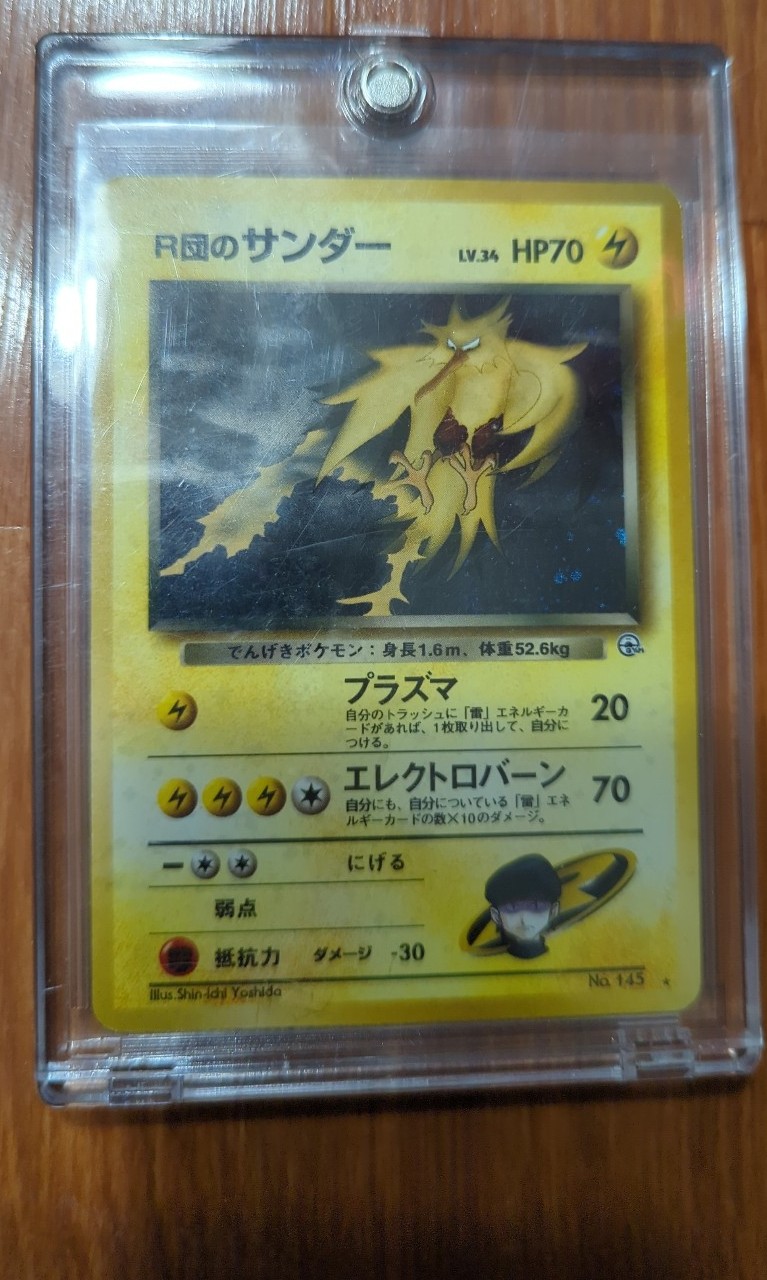 R団のサンダー LV.34 HP70
でんげきポケモン：身長1.6m、体重52.6kg
プラズマ 20
自分のトラッシュに「雷」エネルギーカ
ードがあれば、1枚取り出して、自分に
つける。
エレクトロバーン 70
自分にも、自分についている「雷」エネ
ルギーカードの数×10のダメージ。
にげる
弱点
抵抗力 ダメージ -30
Illus.Shin-ichi Yoshida No. 145